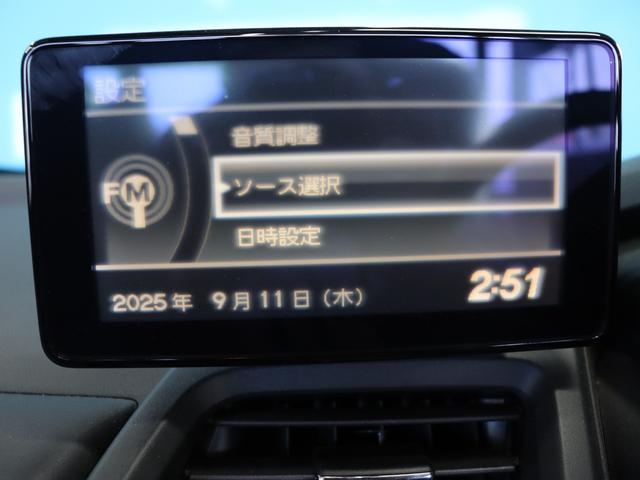 設定
音質調整
FM
ソース選択
日時設定
2025年 9月11日（木） 2:51